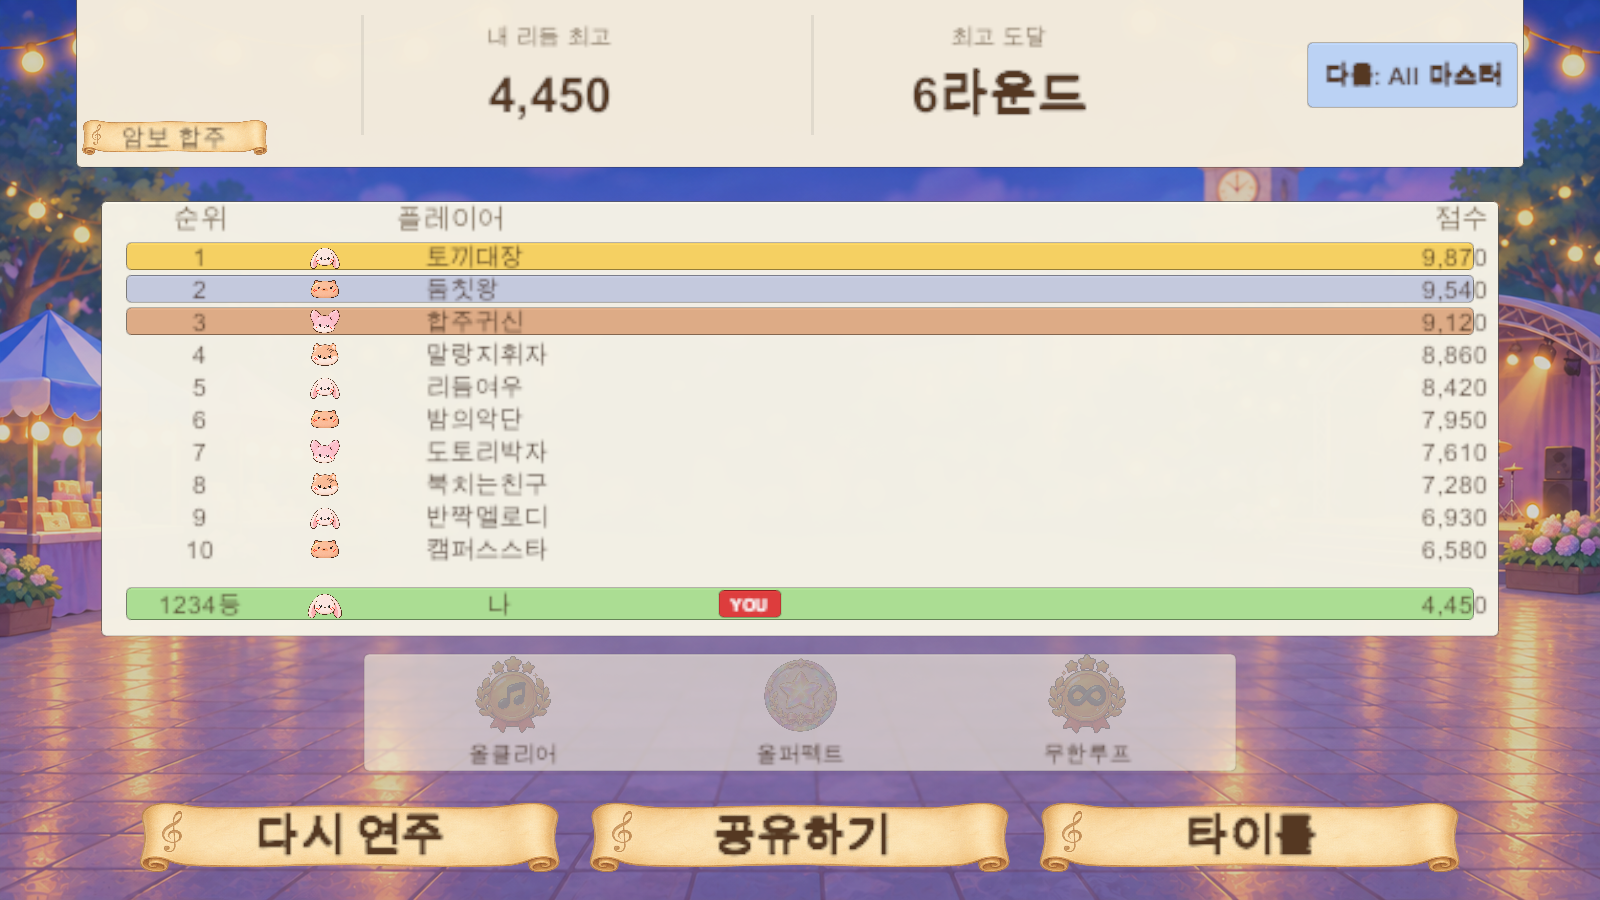 내 리듬 최고
4,450
최고 도달
6라운드
다음: All 마스터
암보 합주
순위 플레이어 점수
1 토끼대장 9,870
2 둠칫왕 9,540
3 합주귀신 9,120
4 말랑지휘자 8,860
5 리듬여우 8,420
6 밤의악단 7,950
7 도토리박자 7,610
8 북치는친구 7,280
9 반짝멜로디 6,930
10 캠퍼스스타 6,580
1234등 나 YOU 4,450
올클리어
올퍼펙트
무한루프
다시 연주
공유하기
타이틀